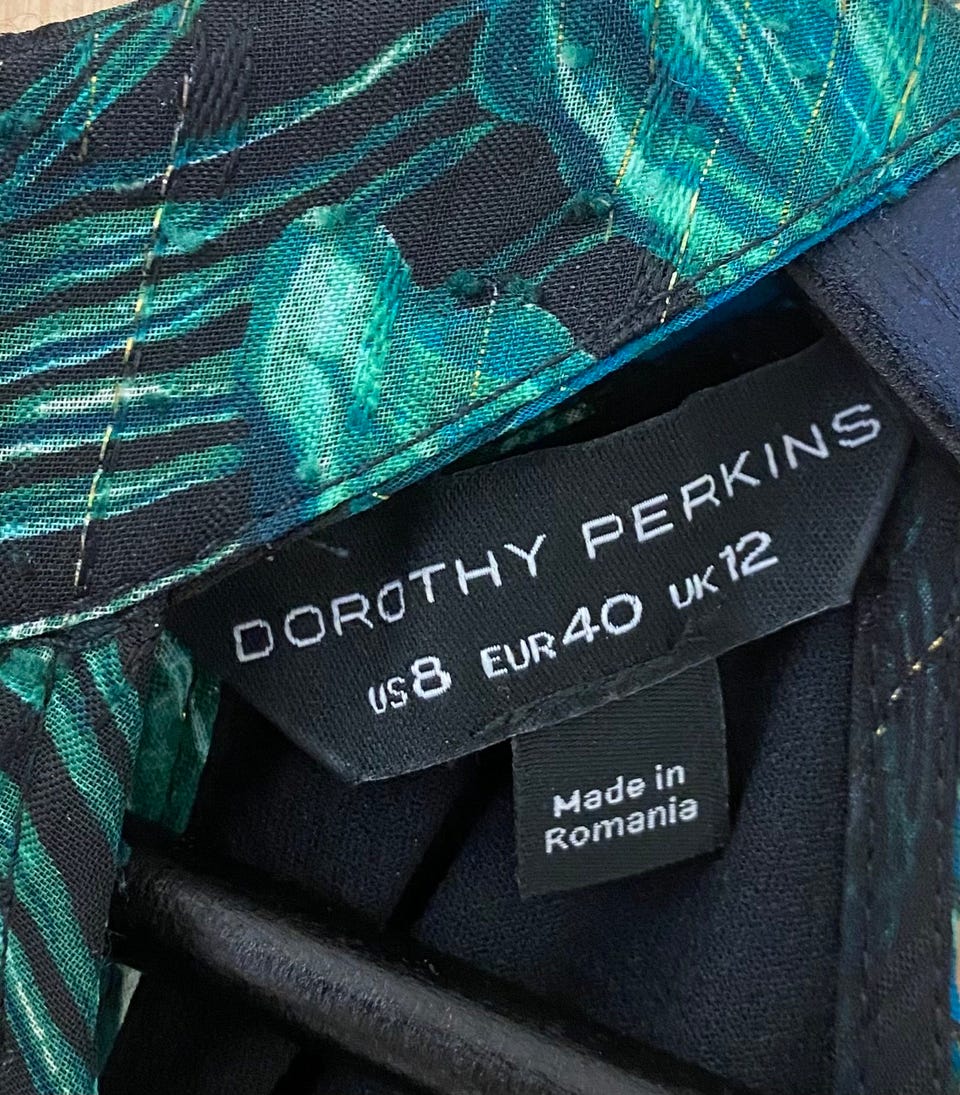 DOROTHY PERKINS
US8 EUR40 UK12
Made in
Romania